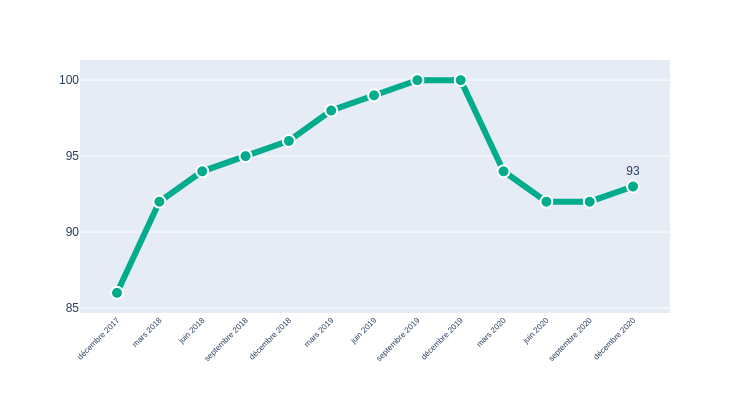 100
95
90
85
93
décembre 2017
mars 2018
juin 2018
septembre 2018
décembre 2018
mars 2019
juin 2019
septembre 2019
décembre 2019
mars 2020
juin 2020
septembre 2020
décembre 2020